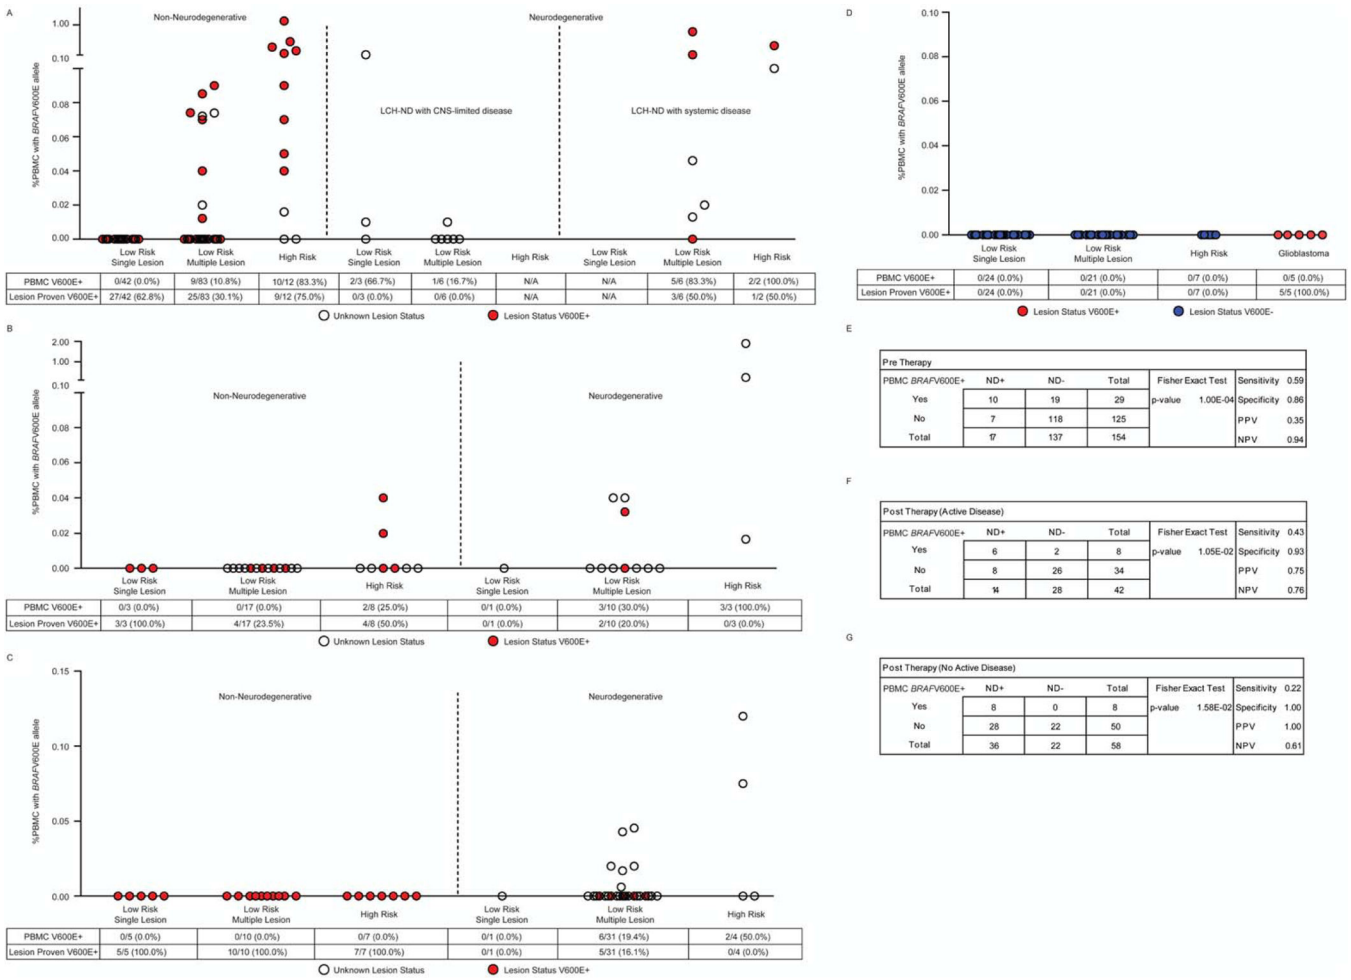 A
Non-Neurodegenerative
Neurodegenerative
%PBMC with BRAFV600E allele
1.00
0.10
0.08
0.06
0.04
0.02
0.00
LCH-ND with CNS-limited disease
LCH-ND with systemic disease
Low Risk Single Lesion
Low Risk Multiple Lesion
High Risk
Low Risk Single Lesion
Low Risk Multiple Lesion
High Risk
Low Risk Single Lesion
Low Risk Multiple Lesion
High Risk
PBMC V600E+ 0/42 (0.0%) 9/83 (10.8%) 10/12 (83.3%) 2/3 (66.7%) 1/6 (16.7%) N/A N/A 5/6 (83.3%) 2/2 (100.0%)
Lesion Proven V600E+ 27/42 (62.8%) 25/83 (30.1%) 9/12 (75.0%) 0/3 (0.0%) 0/6 (0.0%) N/A N/A 3/6 (50.0%) 1/2 (50.0%)
Unknown Lesion Status
Lesion Status V600E+
B
Non-Neurodegenerative
Neurodegenerative
%PBMC with BRAFV600E allele
2.00
1.00
0.10
0.08
0.06
0.04
0.02
0.00
Low Risk Single Lesion
Low Risk Multiple Lesion
High Risk
Low Risk Single Lesion
Low Risk Multiple Lesion
High Risk
PBMC V600E+ 0/3 (0.0%) 0/17 (0.0%) 2/8 (25.0%) 0/1 (0.0%) 3/10 (30.0%) 3/3 (100.0%)
Lesion Proven V600E+ 3/3 (100.0%) 4/17 (23.5%) 4/8 (50.0%) 0/1 (0.0%) 2/10 (20.0%) 0/3 (0.0%)
Unknown Lesion Status
Lesion Status V600E+
C
Non-Neurodegenerative
Neurodegenerative
%PBMC with BRAFV600E allele
0.15
0.10
0.05
0.00
Low Risk Single Lesion
Low Risk Multiple Lesion
High Risk
Low Risk Single Lesion
Low Risk Multiple Lesion
High Risk
PBMC V600E+ 0/5 (0.0%) 0/10 (0.0%) 0/7 (0.0%) 0/1 (0.0%) 6/31 (19.4%) 2/4 (50.0%)
Lesion Proven V600E+ 5/5 (100.0%) 10/10 (100.0%) 7/7 (100.0%) 0/1 (0.0%) 5/31 (16.1%) 0/4 (0.0%)
Unknown Lesion Status
Lesion Status V600E+
D
%PBMC with BRAFV600E allele
0.10
0.08
0.06
0.04
0.02
0.00
Low Risk Single Lesion
Low Risk Multiple Lesion
High Risk
Glioblastoma
PBMC V600E+ 0/24 (0.0%) 0/21 (0.0%) 0/7 (0.0%) 0/5 (0.0%)
Lesion Proven V600E+ 0/24 (0.0%) 0/21 (0.0%) 0/7 (0.0%) 5/5 (100.0%)
Lesion Status V600E+
Lesion Status V600E-
E
Pre Therapy
PBMC BRAFV600E+ ND+ ND- Total Fisher Exact Test Sensitivity 0.59
Yes 10 19 29 p-value 1.00E-04 Specificity 0.86
No 7 118 125 PPV 0.35
Total 17 137 154 NPV 0.94
F
Post Therapy (Active Disease)
PBMC BRAFV600E+ ND+ ND- Total Fisher Exact Test Sensitivity 0.43
Yes 6 2 8 p-value 1.05E-02 Specificity 0.93
No 8 26 34 PPV 0.75
Total 14 28 42 NPV 0.76
G
Post Therapy (No Active Disease)
PBMC BRAFV600E+ ND+ ND- Total Fisher Exact Test Sensitivity 0.22
Yes 8 0 8 p-value 1.58E-02 Specificity 1.00
No 28 22 50 PPV 1.00
Total 36 22 58 NPV 0.61